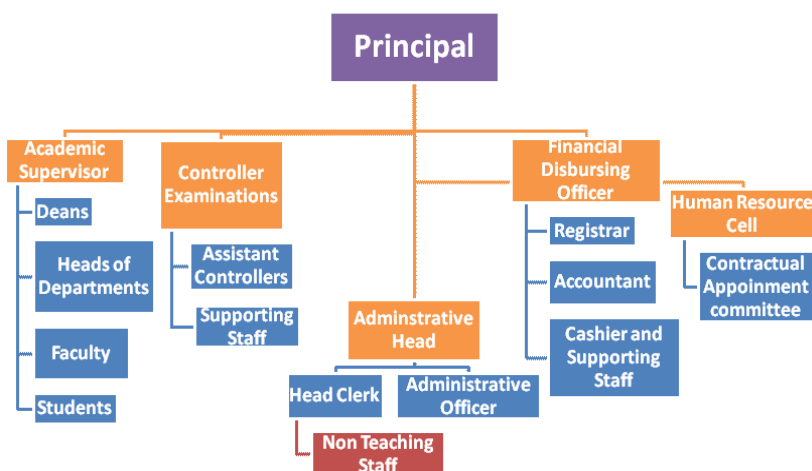 Principal
Academic
Supervisor
Deans
Heads of
Departments
Faculty
Students
Controller
Examinations
Assistant
Controllers
Supporting
Staff
Adminstrative
Head
Head Clerk
Non Teaching
Staff
Administrative
Officer
Financial
Disbursing
Officer
Registrar
Accountant
Cashier and
Supporting
Staff
Human Resource
Cell
Contractual
Appoinment
committee